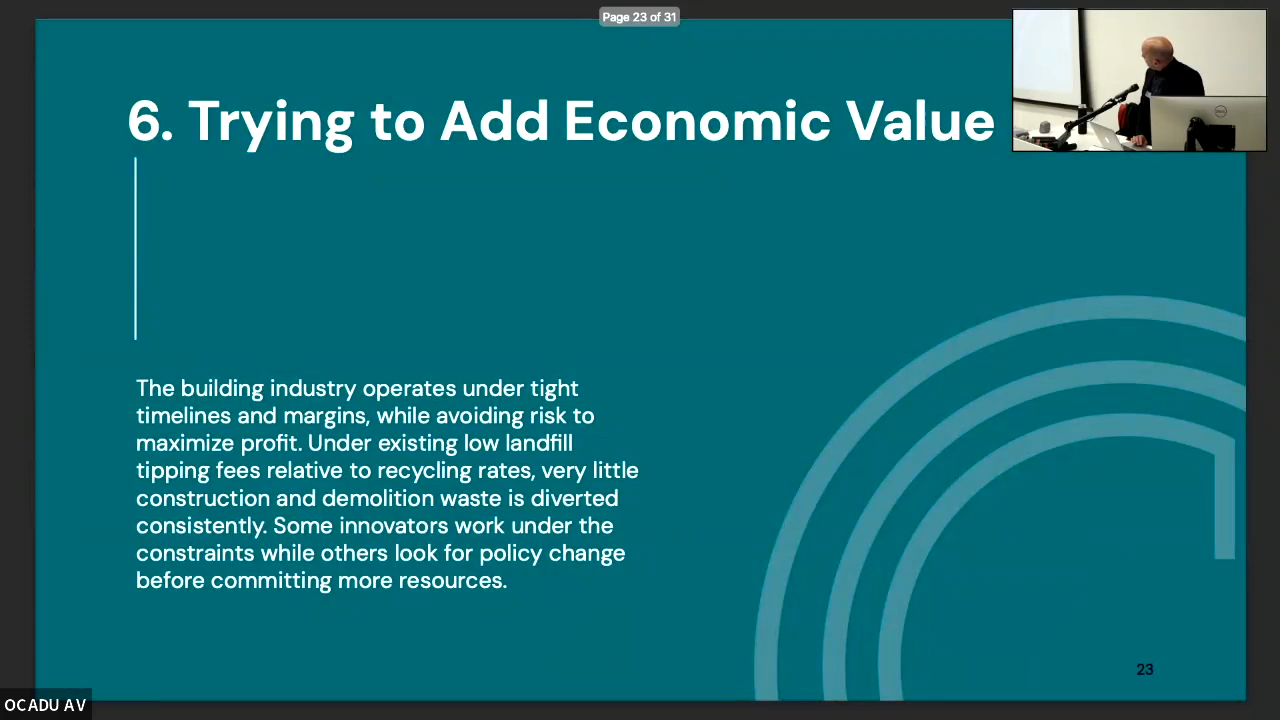 Page 23 of 31
6. Trying to Add Economic Value
The building industry operates under tight
timelines and margins, while avoiding risk to
maximize profit. Under existing low landfill
tipping fees relative to recycling rates, very little
construction and demolition waste is diverted
consistently. Some innovators work under the
constraints while others look for policy change
before committing more resources.
23
OCADU AV